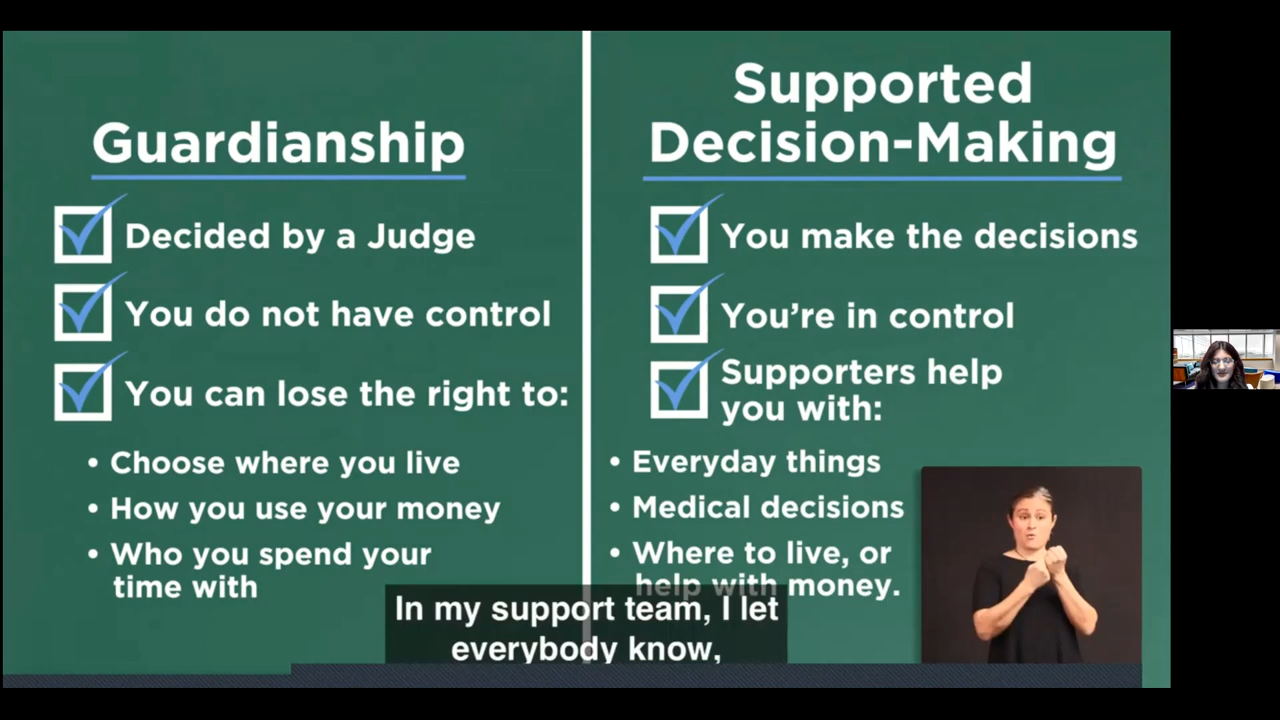 Guardianship
Decided by a Judge
You do not have control
You can lose the right to:
• Choose where you live
• How you use your money
• Who you spend your
time with
Supported
Decision-Making
You make the decisions
You're in control
Supporters help
you with:
• Everyday things
• Medical decisions
• Where to live, or
help with money.
In my support team, I let
everybody know,